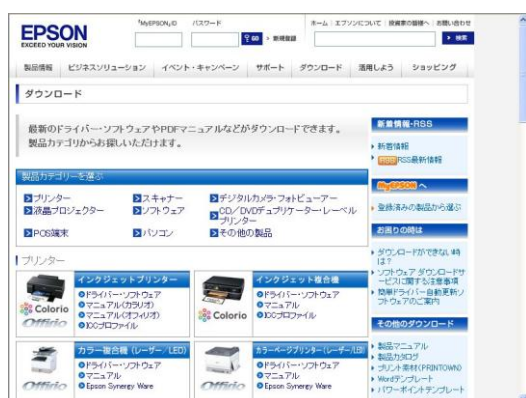 EPSON
EXCEED YOUR VISION
「MyEPSON」ID パスワード
GO > 新規登録
ホーム | エプソンについて | 投資家の皆様へ | お問い合わせ
> 検索
製品情報 ビジネスソリューション イベント・キャンペーン サポート ダウンロード 活用しよう ショッピング
ダウンロード
最新のドライバー・ソフトウェアやPDFマニュアルなどがダウンロードできます。
製品カテゴリからお探しいただけます。
製品カテゴリーを選ぶ
プリンター スキャナー デジタルカメラ・フォトビューアー
液晶プロジェクター ソフトウェア CD/DVDデュプリケーター・レーベルプリンター
POS端末 パソコン その他の製品
プリンター
インクジェットプリンター
ドライバー・ソフトウェア
マニュアル(カラリオ)
マニュアル(オフィリオ)
ICCプロファイル
Colorio
Offirio
インクジェット複合機
ドライバー・ソフトウェア
マニュアル
ICCプロファイル
Colorio
カラー複合機(レーザー/LED)
ドライバー・ソフトウェア
マニュアル
Epson Synergy Ware
Offirio
カラーページプリンター(レーザー/LED)
ドライバー・ソフトウェア
マニュアル
Epson Synergy Ware
Offirio
新着情報・RSS
新着情報
RSS最新情報
MyEPSON へ
登録済みの製品から選ぶ
お困りの時は
ダウンロードができない時は?
ソフトウェア ダウンロードサービスに関する注意事項
簡単ドライバー自動更新ソフトウェアのご案内
その他のダウンロード
製品マニュアル
製品カタログ
プリント素材(PRINTOWN)
Wordテンプレート
パワーポイントテンプレート